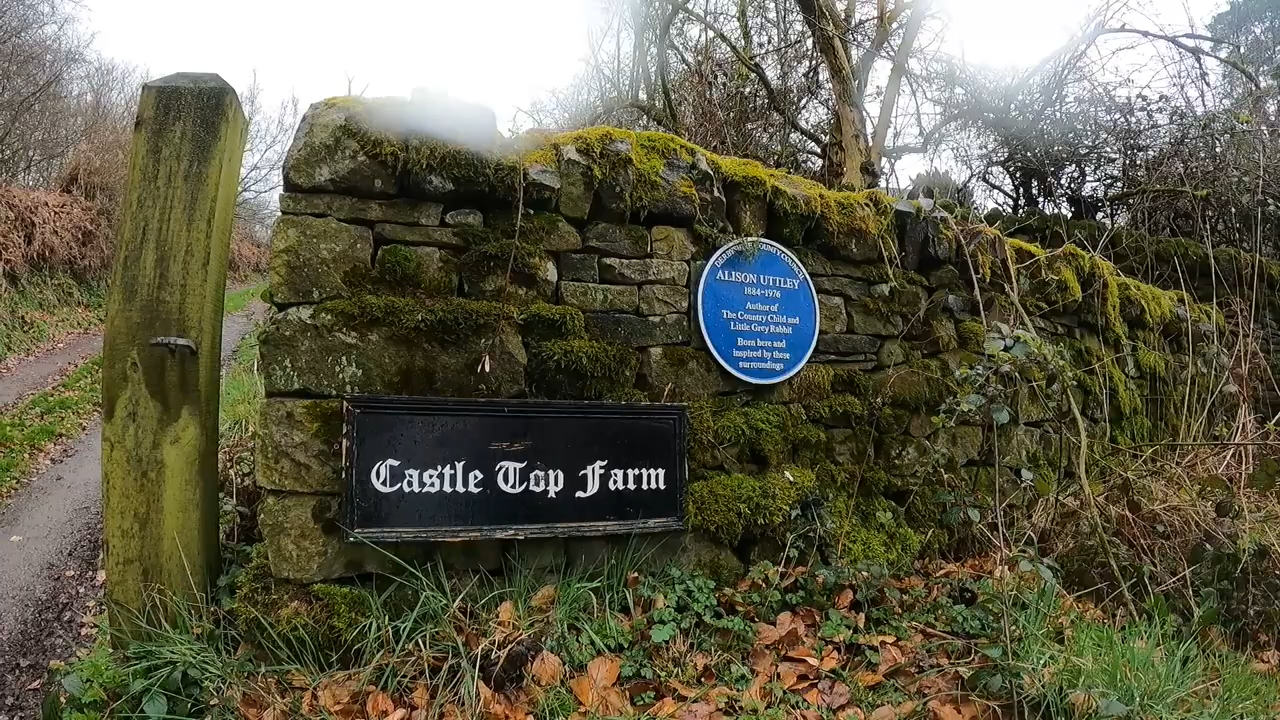 DERBYSHIRE COUNTY COUNCIL
ALISON UTTLEY
1884-1976
Author of
The Country Child and
Little Grey Rabbit
Born here and
inspired by these
surroundings
Castle Top Farm